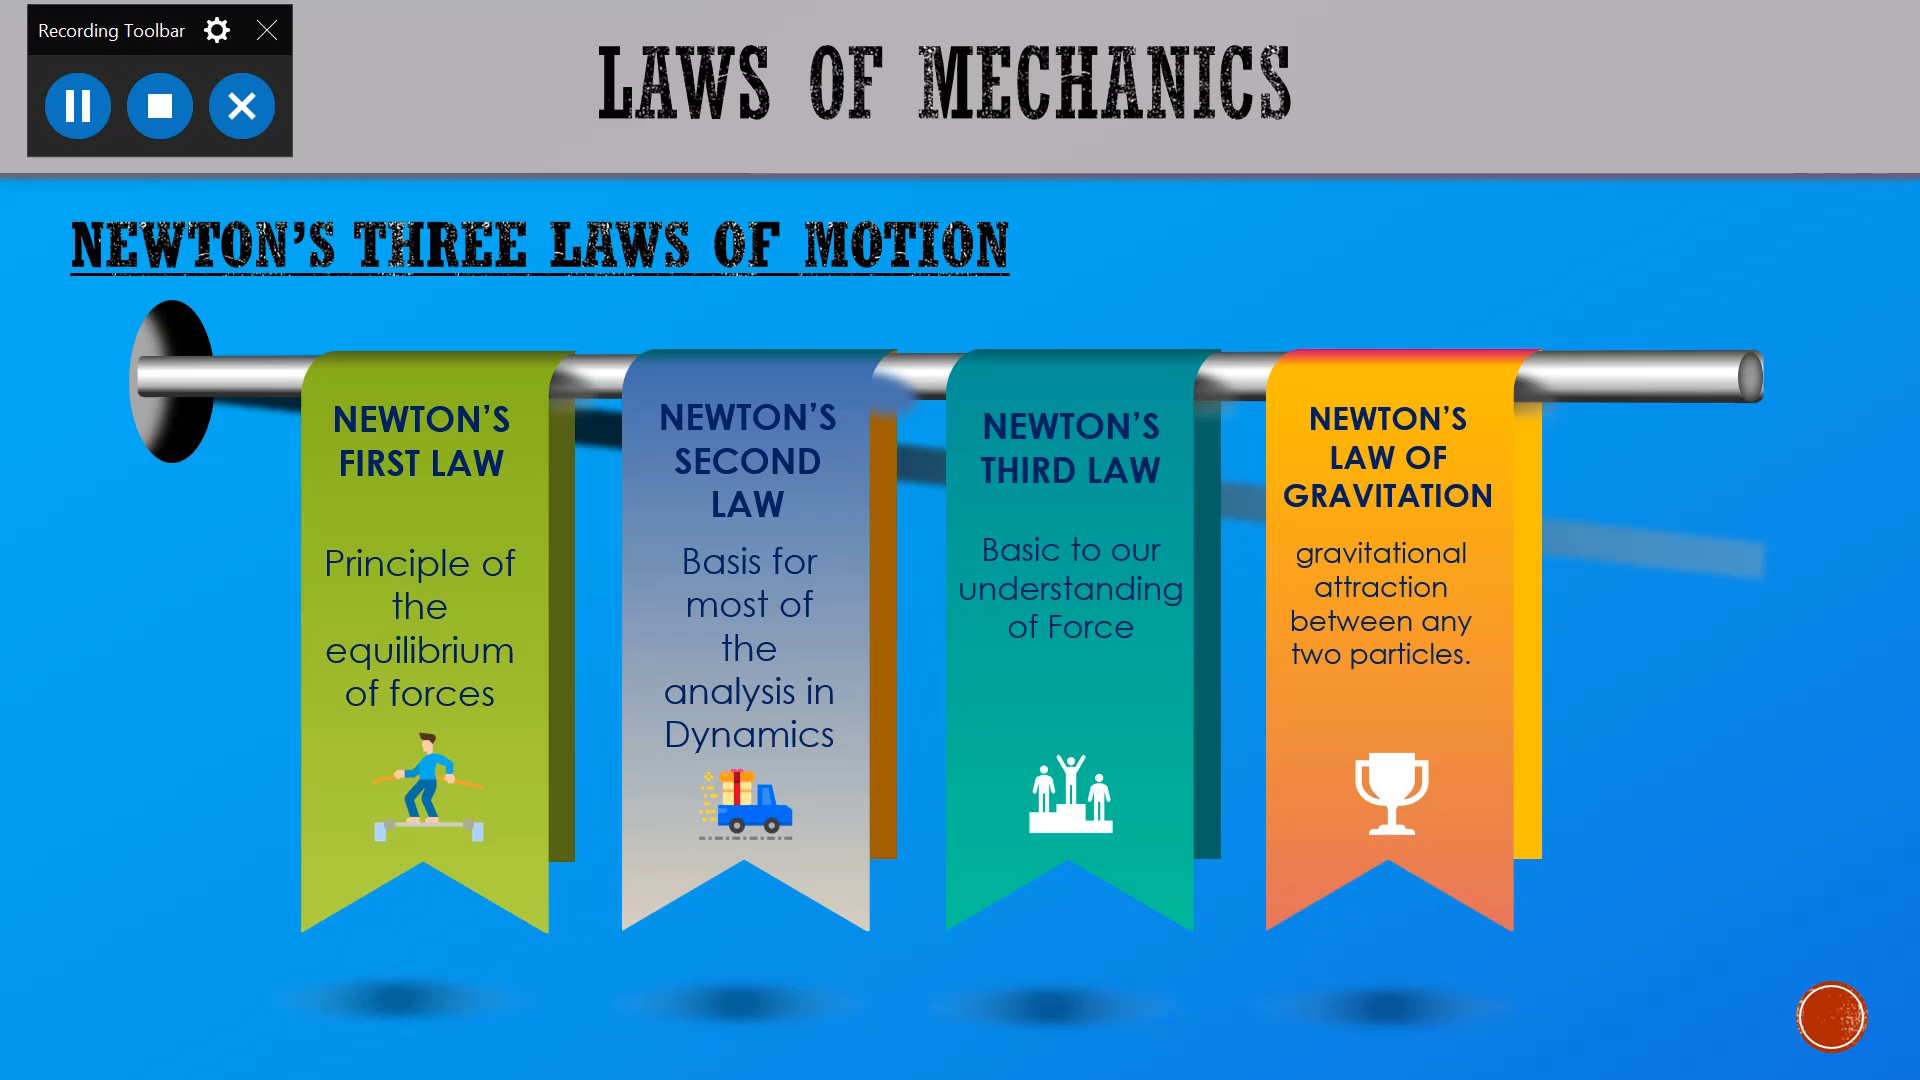 Recording Toolbar
LAWS OF MECHANICS
NEWTON’S THREE LAWS OF MOTION
NEWTON’S
FIRST LAW
Principle of
the
equilibrium
of forces
NEWTON’S
SECOND
LAW
Basis for
most of
the
analysis in
Dynamics
NEWTON’S
THIRD LAW
Basic to our
understanding
of Force
NEWTON’S
LAW OF
GRAVITATION
gravitational
attraction
between any
two particles.